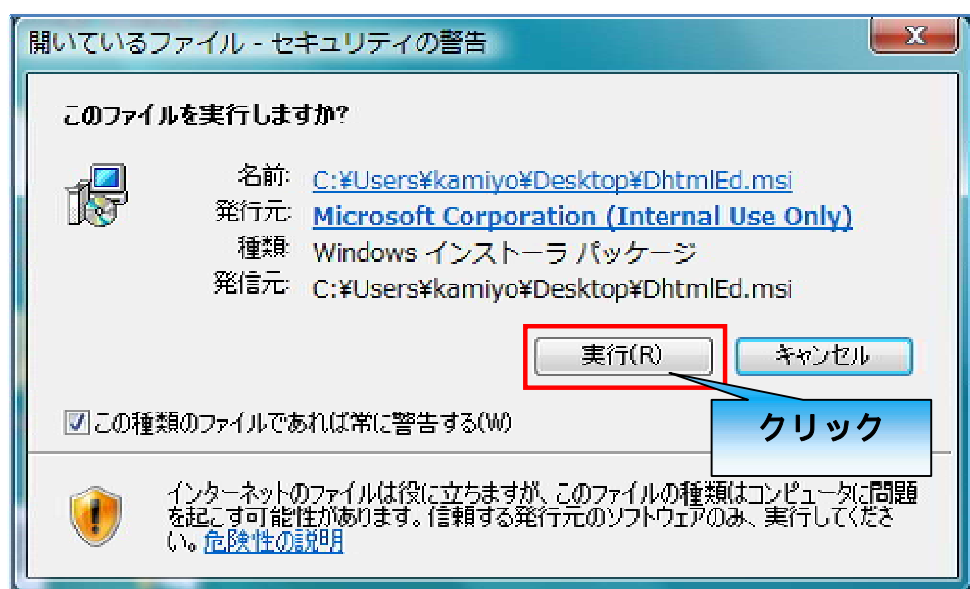 開いているファイル - セキュリティの警告
x
このファイルを実行しますか?
名前: C:¥Users¥kamiyo¥Desktop¥DhtmlEd.msi
発行元: Microsoft Corporation (Internal Use Only)
種類: Windows インストーラ パッケージ
発信元: C:¥Users¥kamiyo¥Desktop¥DhtmlEd.msi
実行(R) キャンセル
クリック
この種類のファイルであれば常に警告する(W)
インターネットのファイルは役に立ちますが、このファイルの種類はコンピュータに問題
を起こす可能性があります。信頼する発行元のソフトウェアのみ、実行してくださ
い。危険性の説明